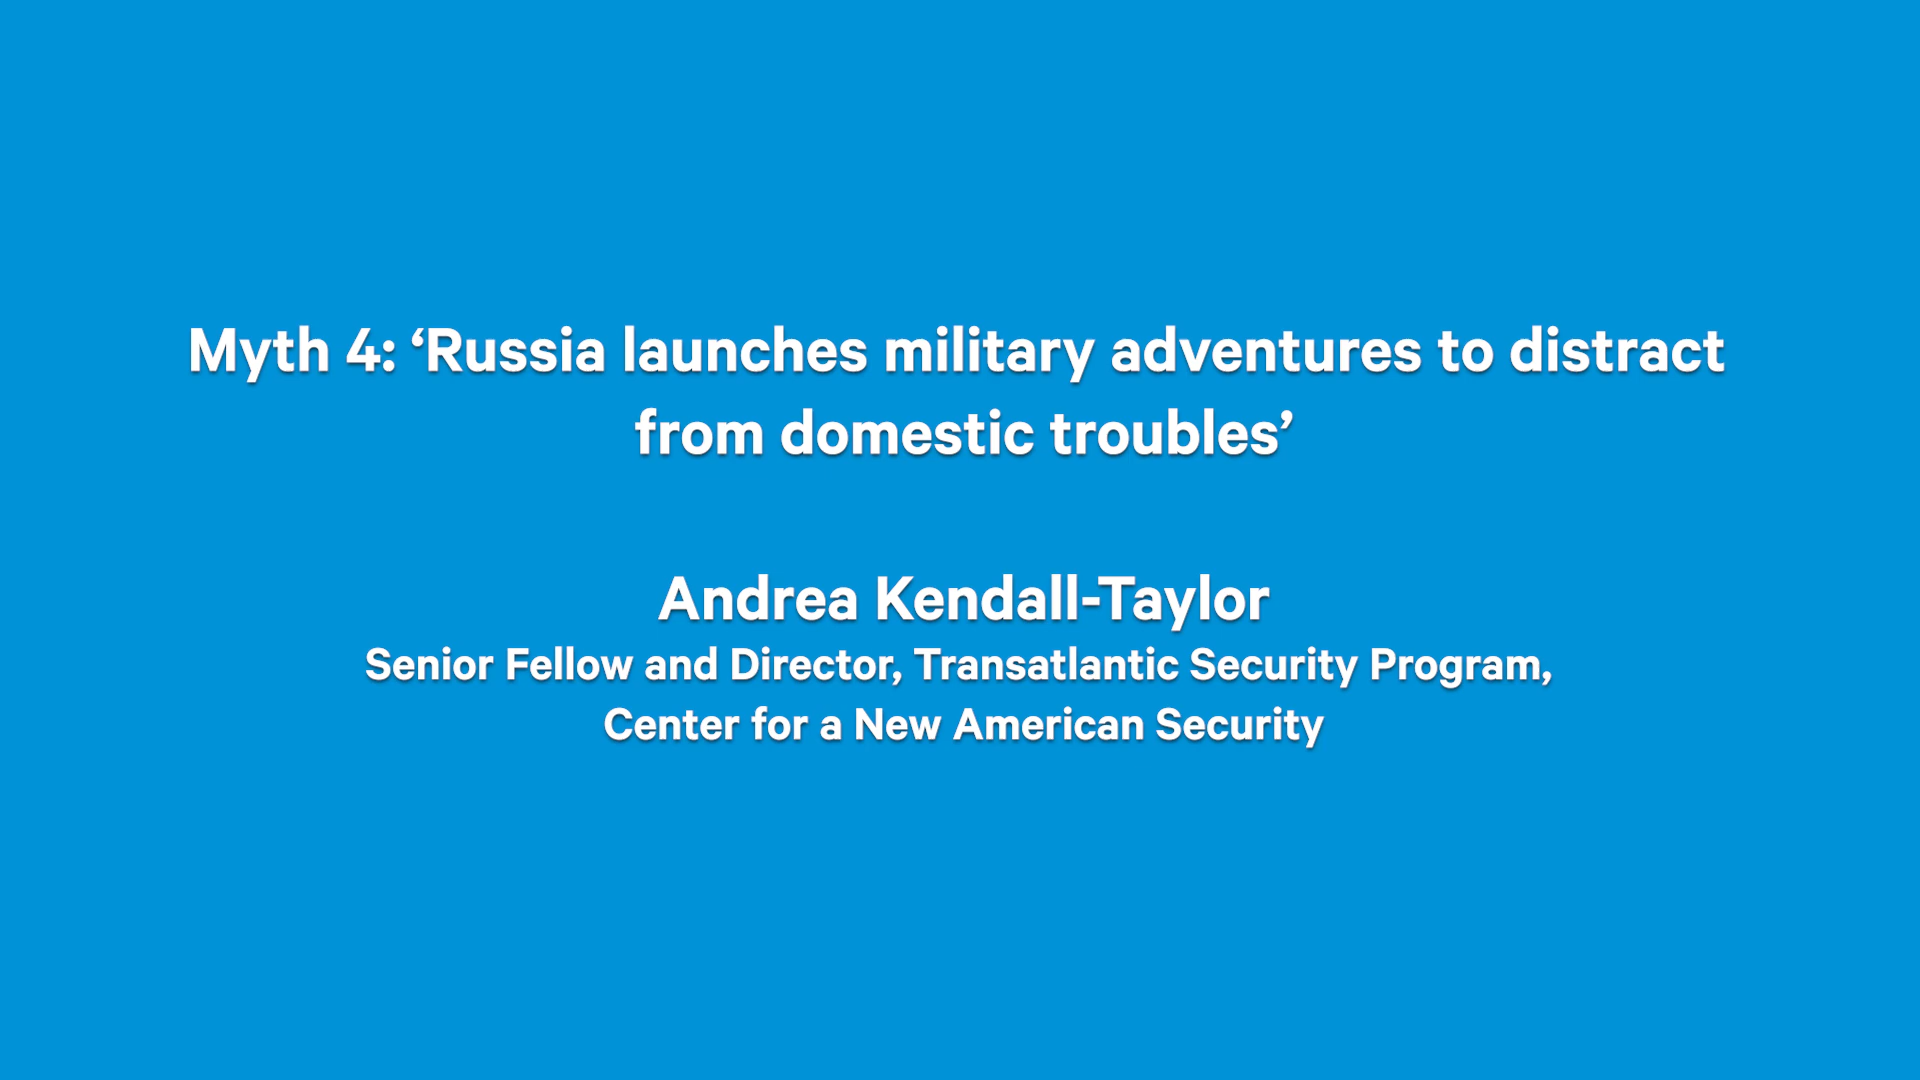 Myth 4: ‘Russia launches military adventures to distract
from domestic troubles’
Andrea Kendall-Taylor
Senior Fellow and Director, Transatlantic Security Program,
Center for a New American Security